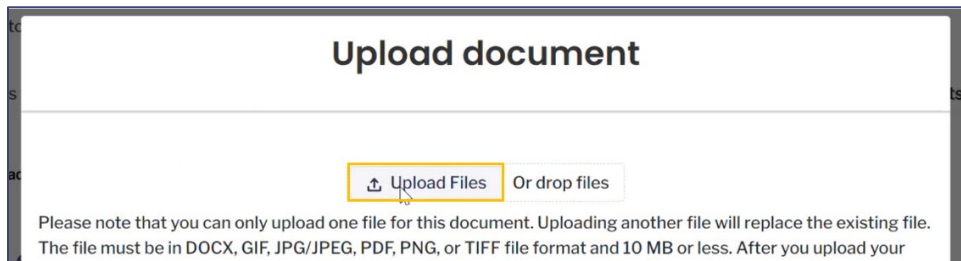 Upload document
Upload Files Or drop files
Please note that you can only upload one file for this document. Uploading another file will replace the existing file.
The file must be in DOCX, GIF, JPG/JPEG, PDF, PNG, or TIFF file format and 10 MB or less. After you upload your